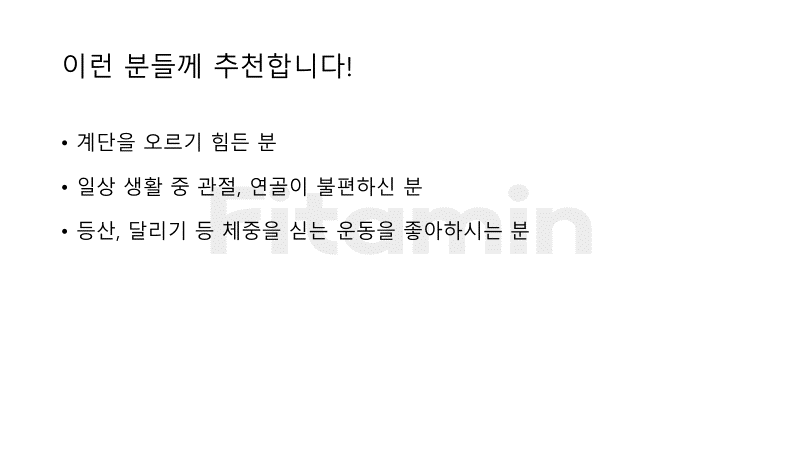 이런 분들께 추천합니다!
• 계단을 오르기 힘든 분
• 일상 생활 중 관절, 연골이 불편하신 분
• 등산, 달리기 등 체중을 싣는 운동을 좋아하시는 분
Fitamin